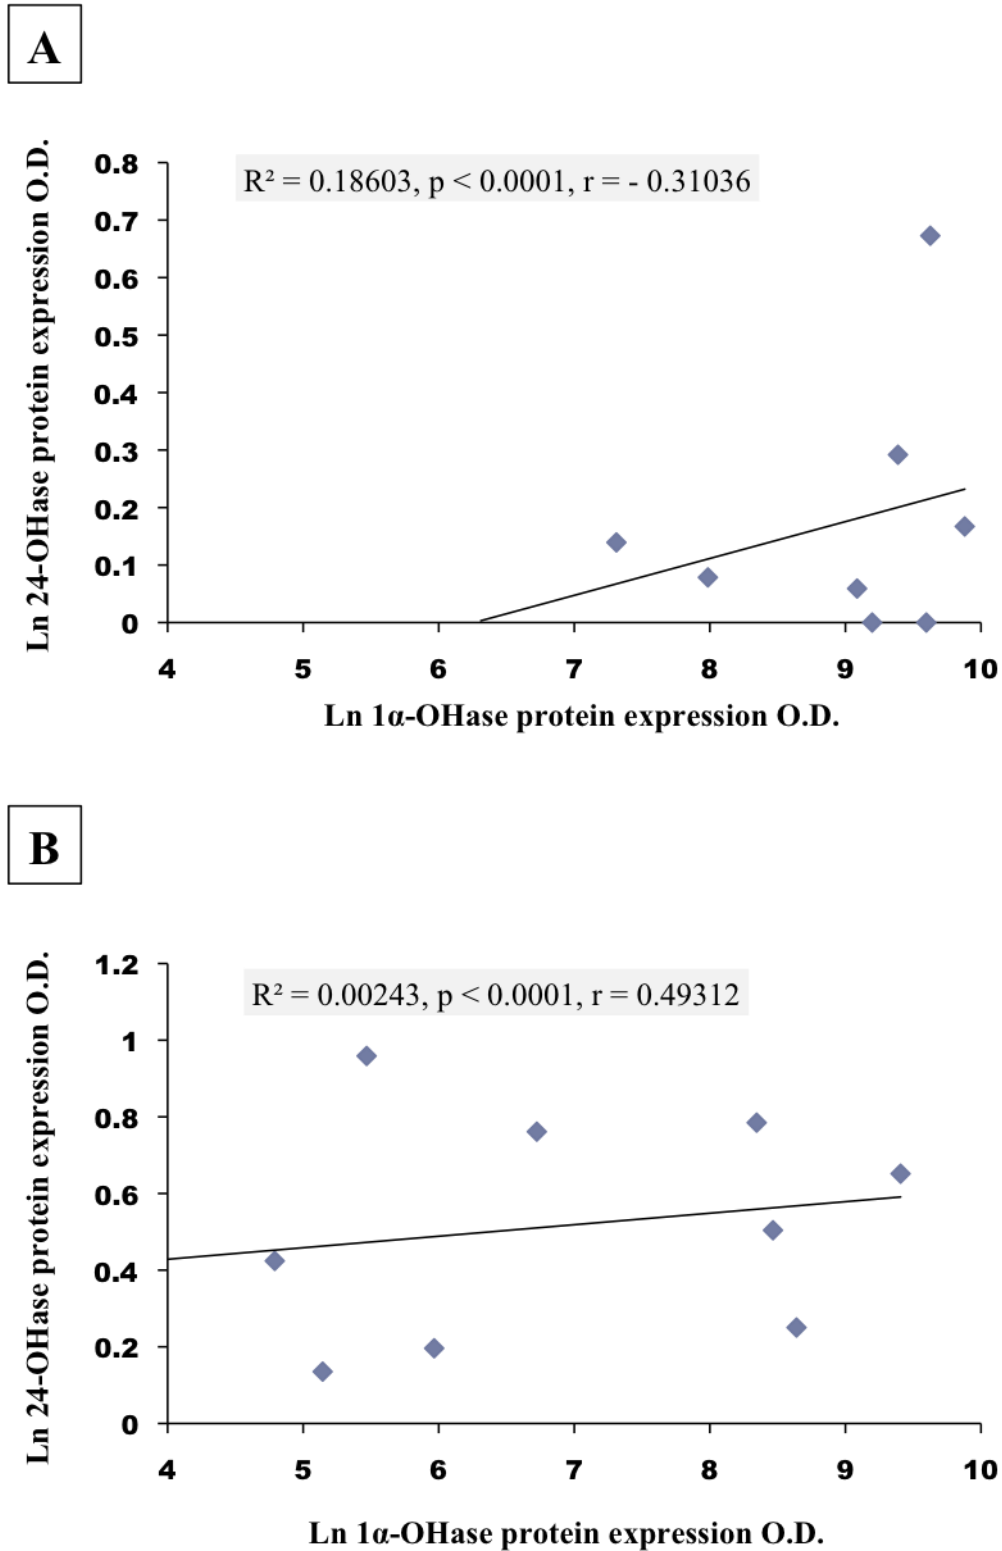 A
Ln 24-OHase protein expression O.D.
0.8
0.7
0.6
0.5
0.4
0.3
0.2
0.1
0
R² = 0.18603, p < 0.0001, r = - 0.31036
4 5 6 7 8 9 10
Ln 1α-OHase protein expression O.D.
B
Ln 24-OHase protein expression O.D.
1.2
1
0.8
0.6
0.4
0.2
0
R² = 0.00243, p < 0.0001, r = 0.49312
4 5 6 7 8 9 10
Ln 1α-OHase protein expression O.D.